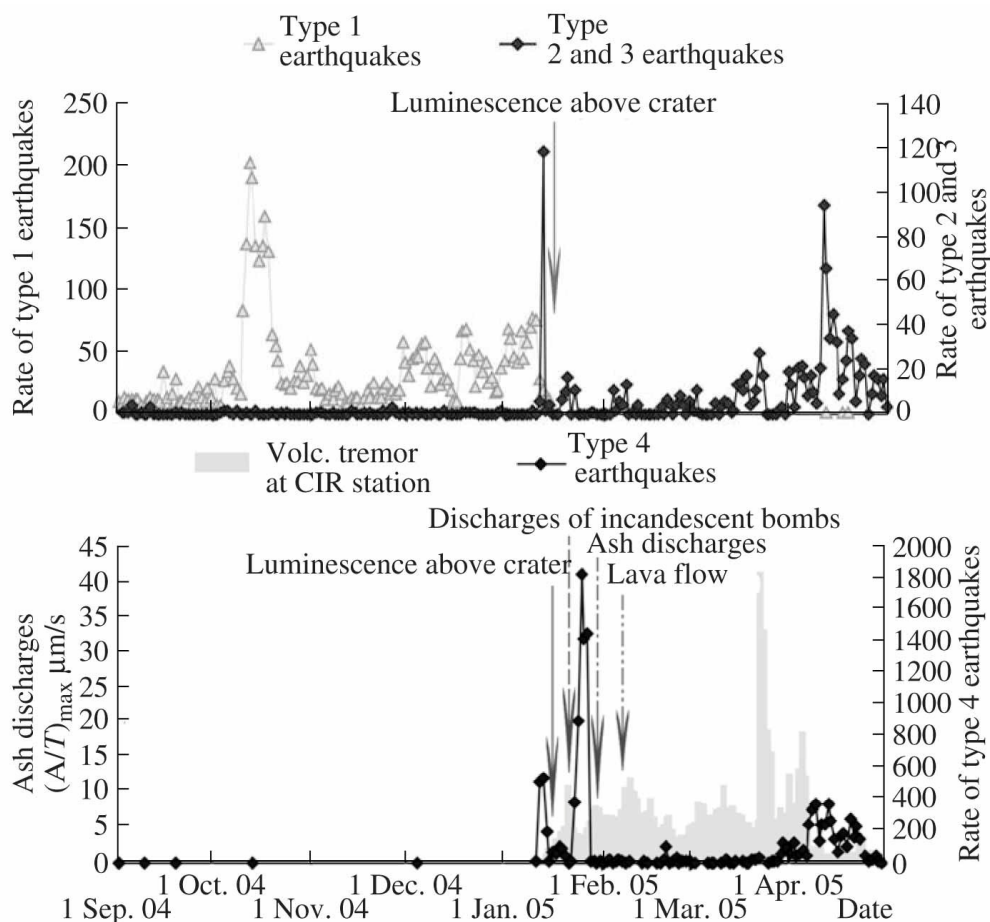 Type 1
earthquakes
Type
2 and 3 earthquakes
Luminescence above crater
Rate of type 1 earthquakes
250
200
150
100
50
0
140
120
100
80
60
40
20
0
Rate of type 2 and 3
earthquakes
Volc. tremor
at CIR station
Type 4
earthquakes
Discharges of incandescent bombs
Ash discharges
Luminescence above crater
Lava flow
Ash discharges
(A/T)max μm/s
45
40
35
30
25
20
15
10
5
0
2000
1800
1600
1400
1200
1000
800
600
400
200
0
Rate of type 4 earthquakes
1 Oct. 04
1 Dec. 04
1 Feb. 05
1 Apr. 05
1 Sep. 04
1 Nov. 04
1 Jan. 05
1 Mar. 05
Date